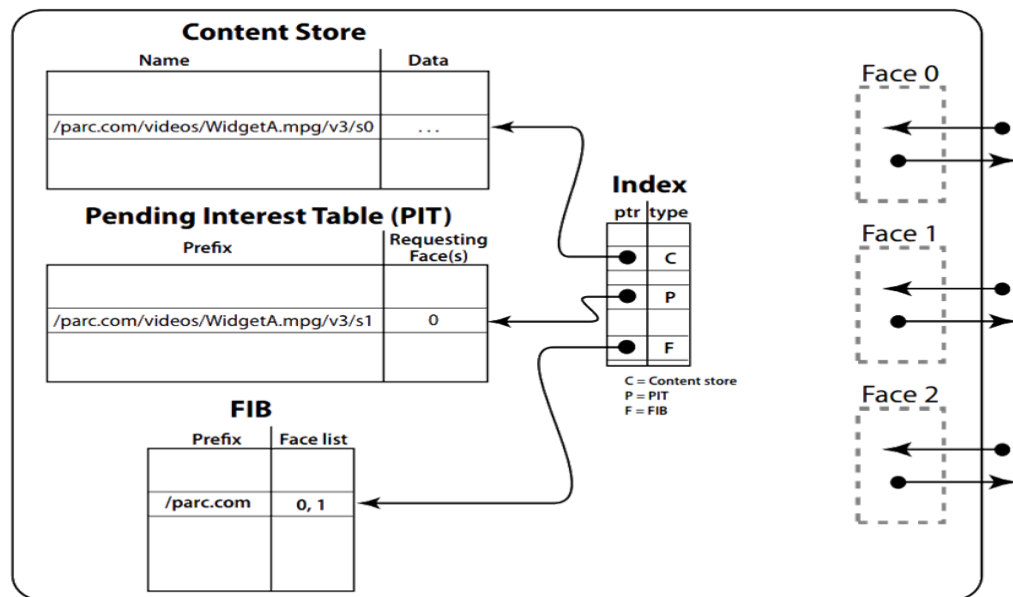 Content Store
Name Data
/parc.com/videos/WidgetA.mpg/v3/s0 ...
Pending Interest Table (PIT)
Prefix Requesting
Face(s)
/parc.com/videos/WidgetA.mpg/v3/s1 0
FIB
Prefix Face list
/parc.com 0, 1
Index
ptr type
C
P
F
C = Content store
P = PIT
F = FIB
Face 0
Face 1
Face 2